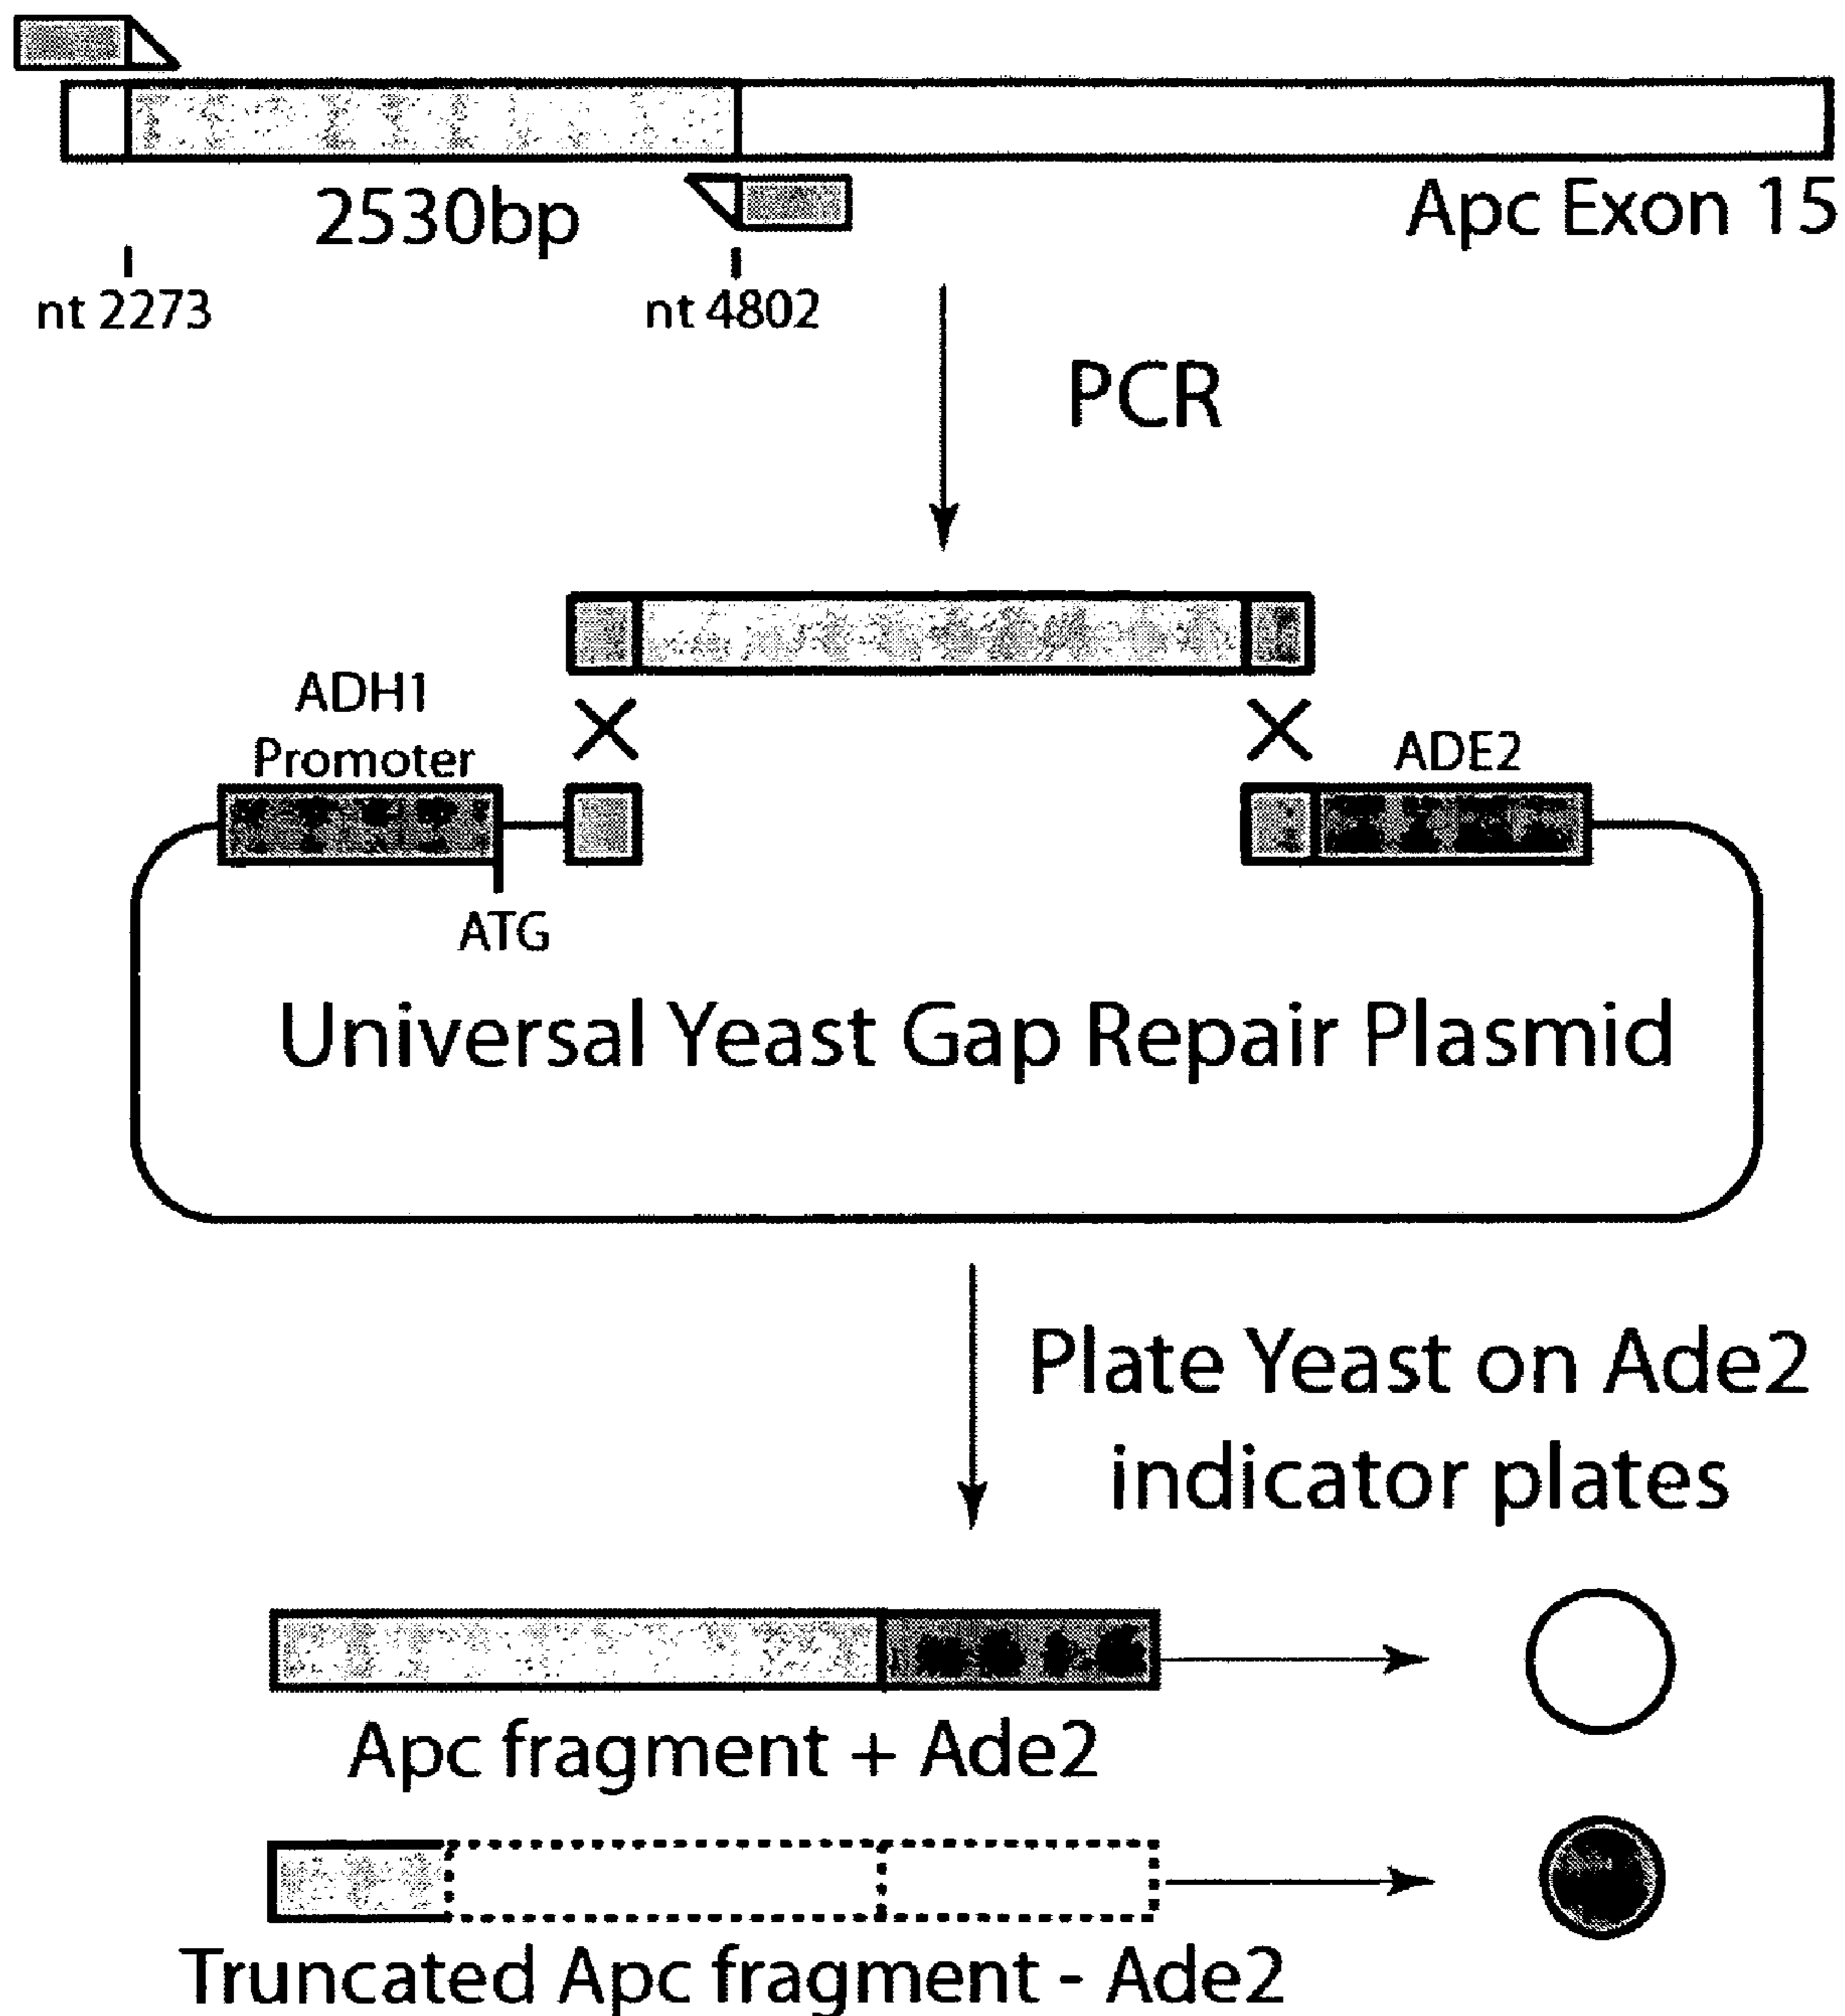 2530bp
Apc Exon 15
nt 2273
nt 4802
PCR
ADH1
Promoter
ADE2
ATG
Universal Yeast Gap Repair Plasmid
Plate Yeast on Ade2
indicator plates
Apc fragment + Ade2
Truncated Apc fragment - Ade2